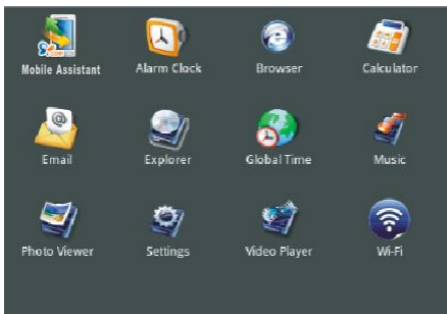 Mobile Assistant Alarm Clock Browser Calculator
Email Explorer Global Time Music
Photo Viewer Settings Video Player Wi-Fi